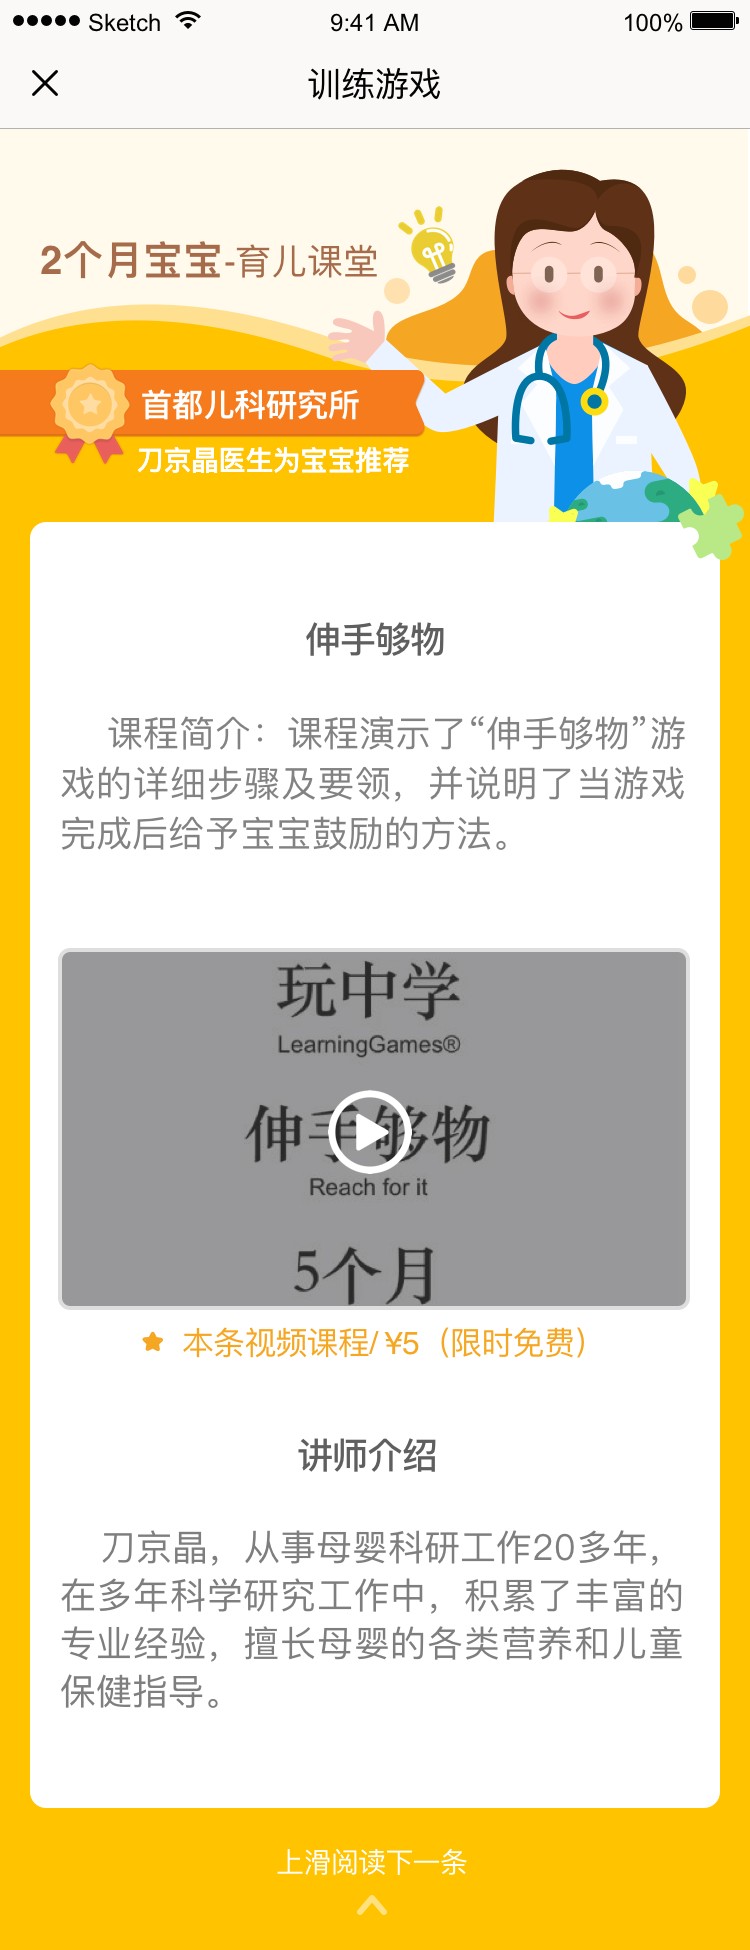 Sketch 9:41 AM 100%
训练游戏
2个月宝宝-育儿课堂
首都儿科研究所
刀京晶医生为宝宝推荐
伸手够物
课程简介：课程演示了“伸手够物”游
戏的详细步骤及要领，并说明了当游戏
完成后给予宝宝鼓励的方法。
玩中学
LearningGames®
伸手够物
Reach for it
5个月
本条视频课程/ ¥5（限时免费）
讲师介绍
刀京晶，从事母婴科研工作20多年，
在多年科学研究工作中，积累了丰富的
专业经验，擅长母婴的各类营养和儿童
保健指导。
上滑阅读下一条